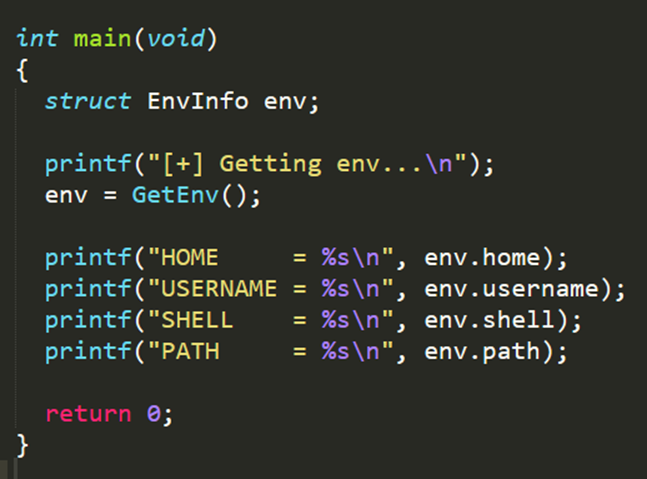 int main(void)
{
  struct EnvInfo env;

  printf("[+] Getting env...\n");
  env = GetEnv();

  printf("HOME     = %s\n", env.home);
  printf("USERNAME = %s\n", env.username);
  printf("SHELL    = %s\n", env.shell);
  printf("PATH     = %s\n", env.path);

  return 0;
}